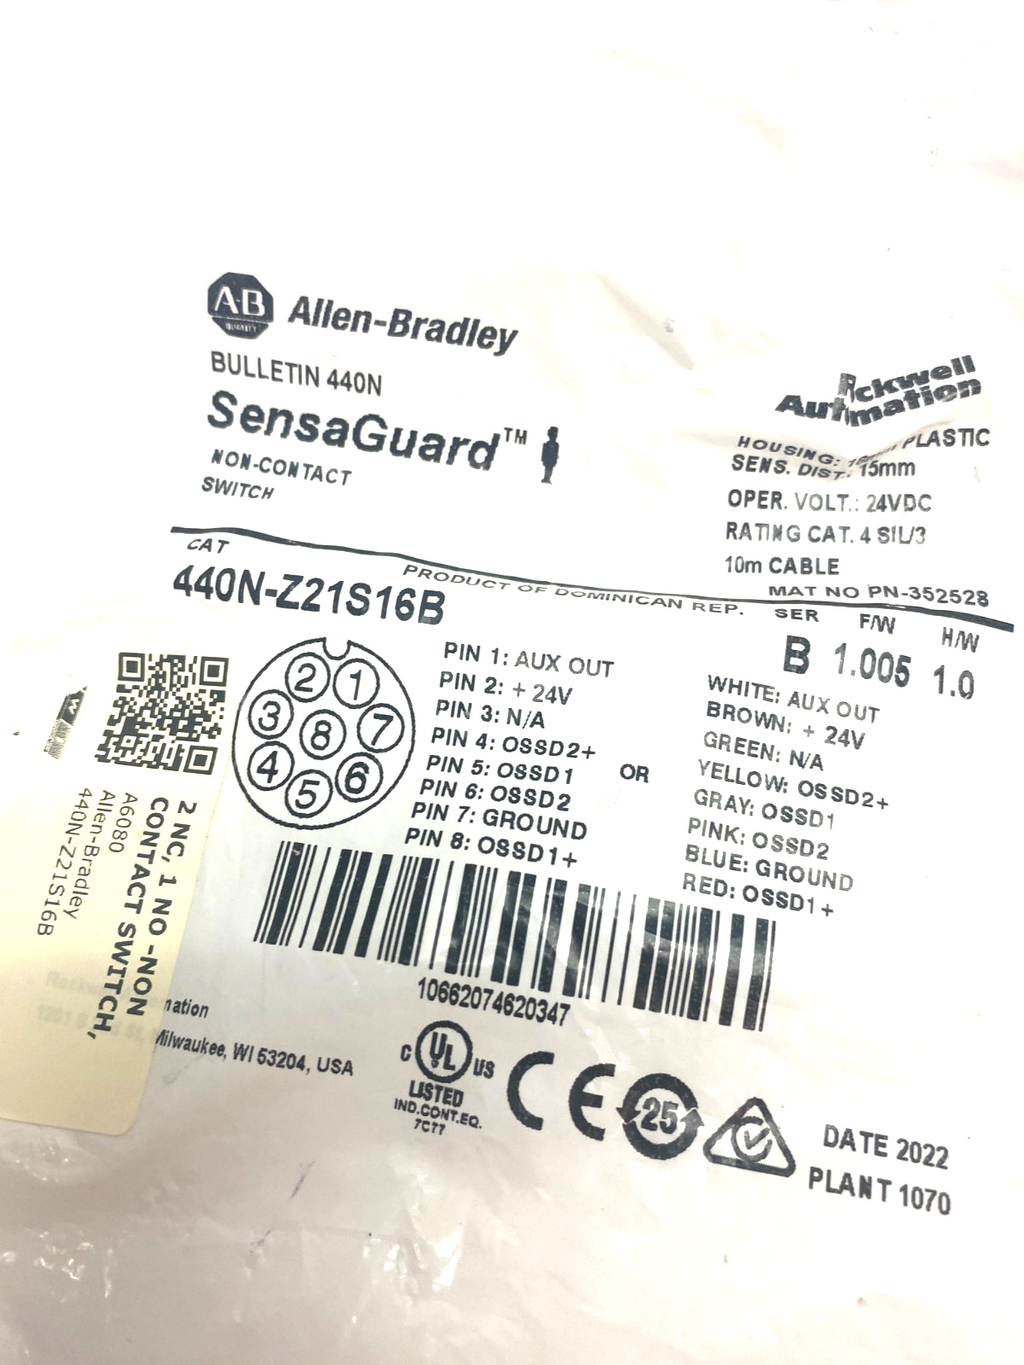 A·B
QUALITY
Allen-Bradley
BULLETIN 440N
SensaGuard™
NON-CONTACT
SWITCH
Rockwell
Automation
HOUSING: PLASTIC
SENS. DIST.: 15mm
OPER. VOLT.: 24VDC
RATING CAT. 4 SIL/3
10m CABLE
CAT
PRODUCT OF DOMINICAN REP.
MAT NO PN-352528
440N-Z21S16B
SER F/W H/W
B 1.005 1.0
2 1
3 8 7
4 6
5
PIN 1: AUX OUT
PIN 2: + 24V
PIN 3: N/A
PIN 4: OSSD2+
PIN 5: OSSD1
PIN 6: OSSD2
PIN 7: GROUND
PIN 8: OSSD1+
OR
WHITE: AUX OUT
BROWN: + 24V
GREEN: N/A
YELLOW: OSSD2+
GRAY: OSSD1
PINK: OSSD2
BLUE: GROUND
RED: OSSD1+
2 NC, 1 NO -NON
CONTACT SWITCH,
A6080
Allen-Bradley
440N-Z21S16B
10662074620347
mation
Milwaukee, WI 53204, USA
C UL US
LISTED
IND.CONT.EQ.
7C77
CE
25
DATE 2022
PLANT 1070